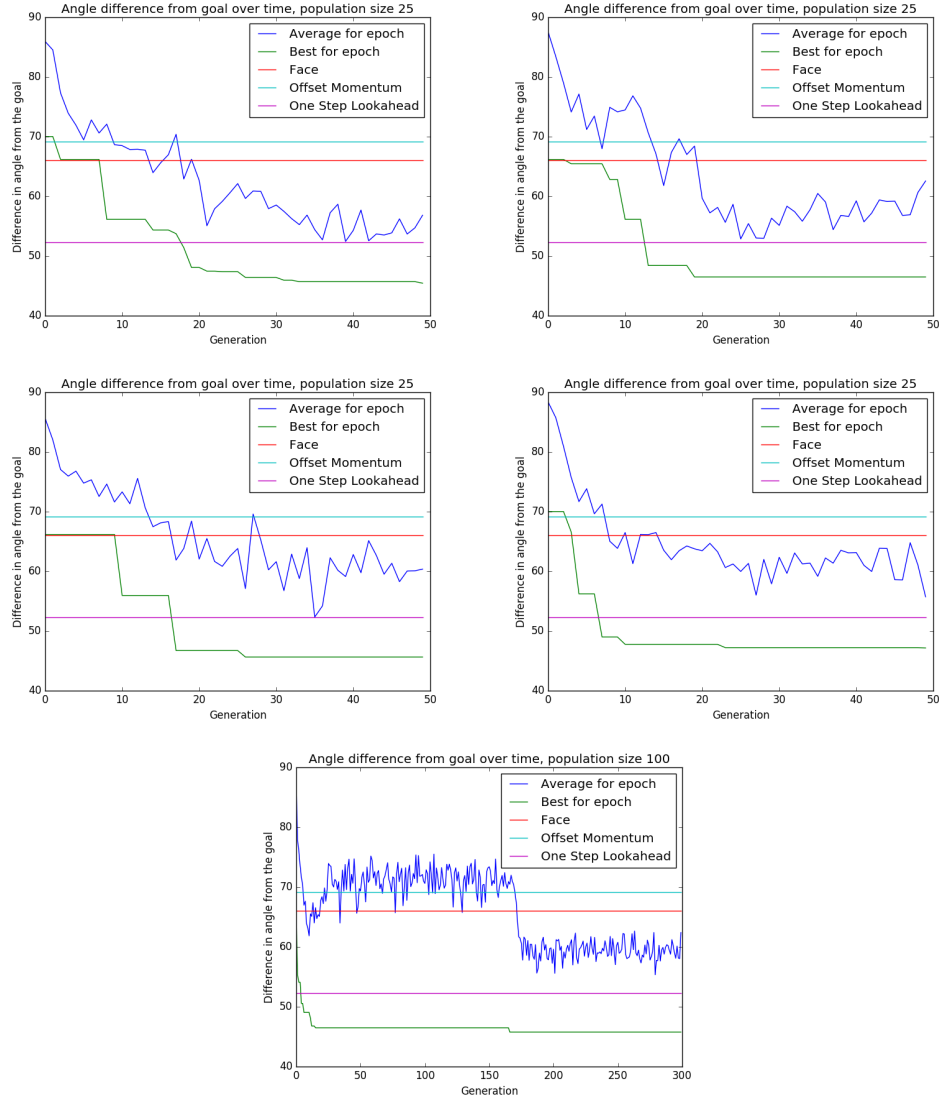 Angle difference from goal over time, population size 25
90
80
70
60
50
40
Difference in angle from the goal
Average for epoch
Best for epoch
Face
Offset Momentum
One Step Lookahead
0 10 20 30 40 50
Generation
Angle difference from goal over time, population size 25
90
80
70
60
50
40
Difference in angle from the goal
Average for epoch
Best for epoch
Face
Offset Momentum
One Step Lookahead
0 10 20 30 40 50
Generation
Angle difference from goal over time, population size 25
90
80
70
60
50
40
Difference in angle from the goal
Average for epoch
Best for epoch
Face
Offset Momentum
One Step Lookahead
0 10 20 30 40 50
Generation
Angle difference from goal over time, population size 25
90
80
70
60
50
40
Difference in angle from the goal
Average for epoch
Best for epoch
Face
Offset Momentum
One Step Lookahead
0 10 20 30 40 50
Generation
Angle difference from goal over time, population size 100
90
80
70
60
50
40
Difference in angle from the goal
Average for epoch
Best for epoch
Face
Offset Momentum
One Step Lookahead
0 50 100 150 200 250 300
Generation